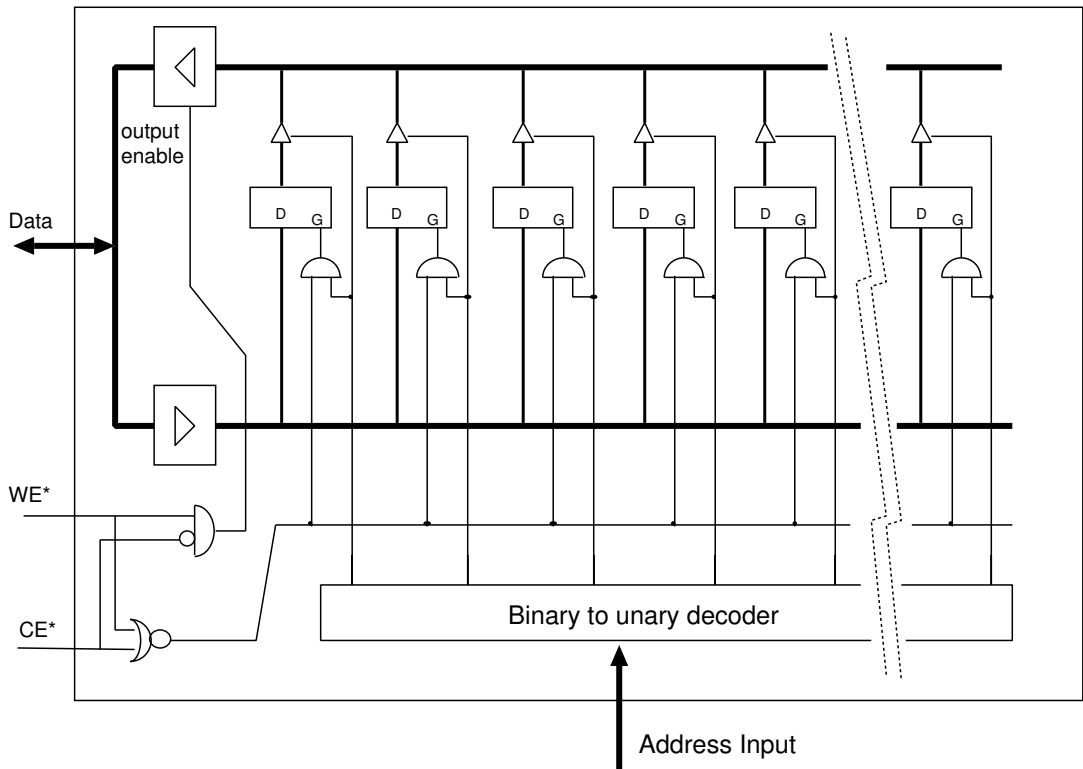 output
enable
Data
D G
D G
D G
D G
D G
D G
WE*
CE*
Binary to unary decoder
Address Input